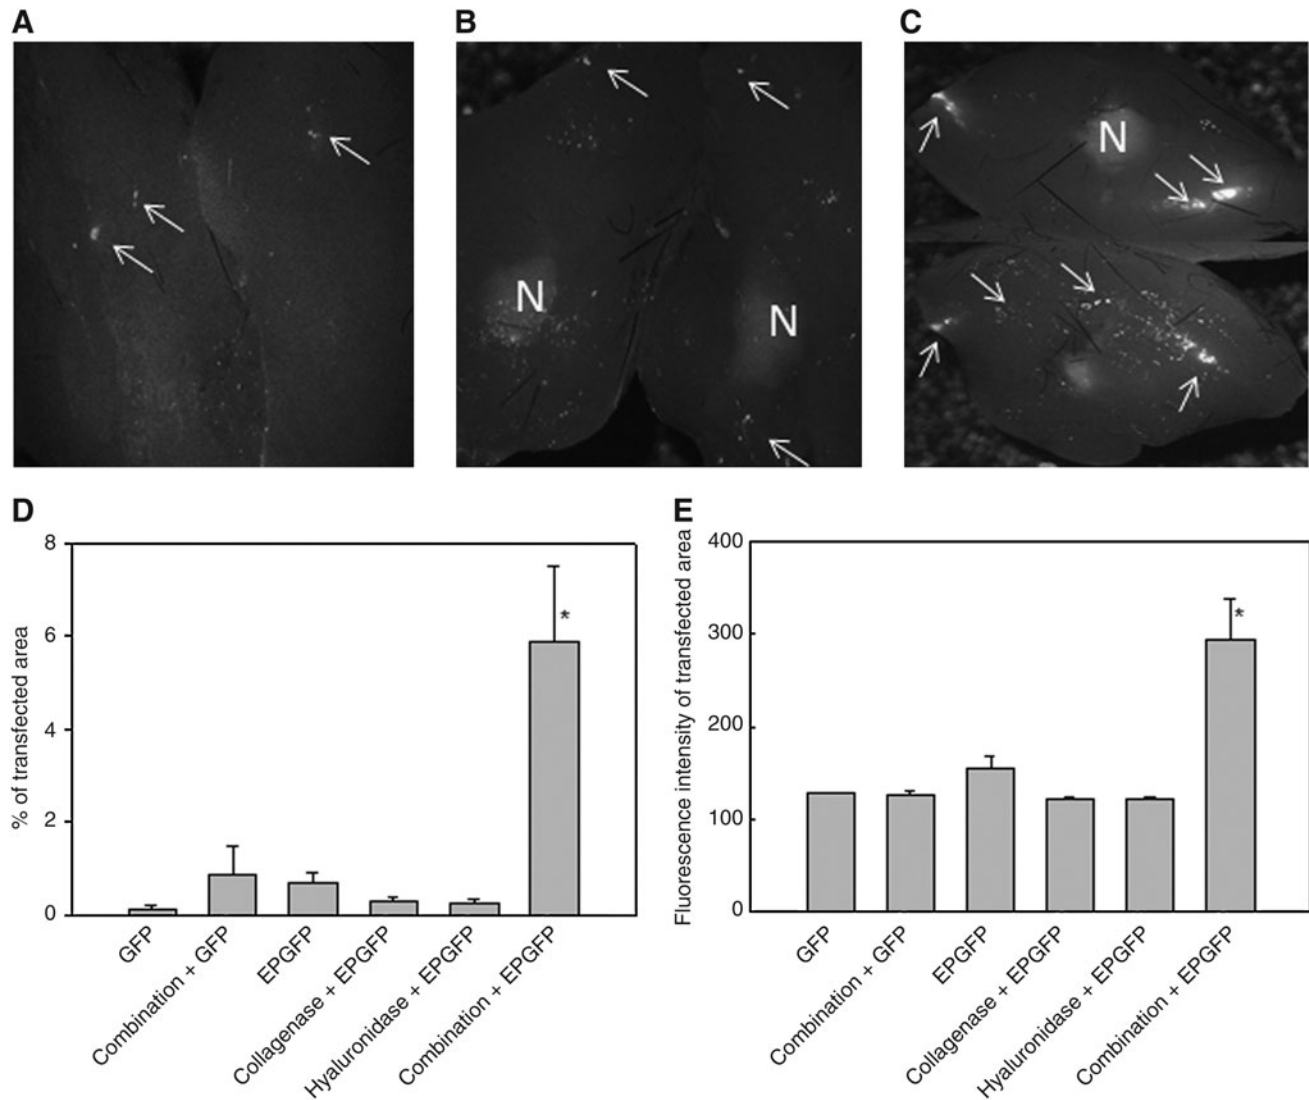 A
B
C
N
N
N
D
% of transfected area
8
6
4
2
0
*
GFP
Combination + GFP
EPGFP
Collagenase + EPGFP
Hyaluronidase + EPGFP
Combination + EPGFP
E
Fluorescence intensity of transfected area
400
300
200
100
0
*
GFP
Combination + GFP
EPGFP
Collagenase + EPGFP
Hyaluronidase + EPGFP
Combination + EPGFP